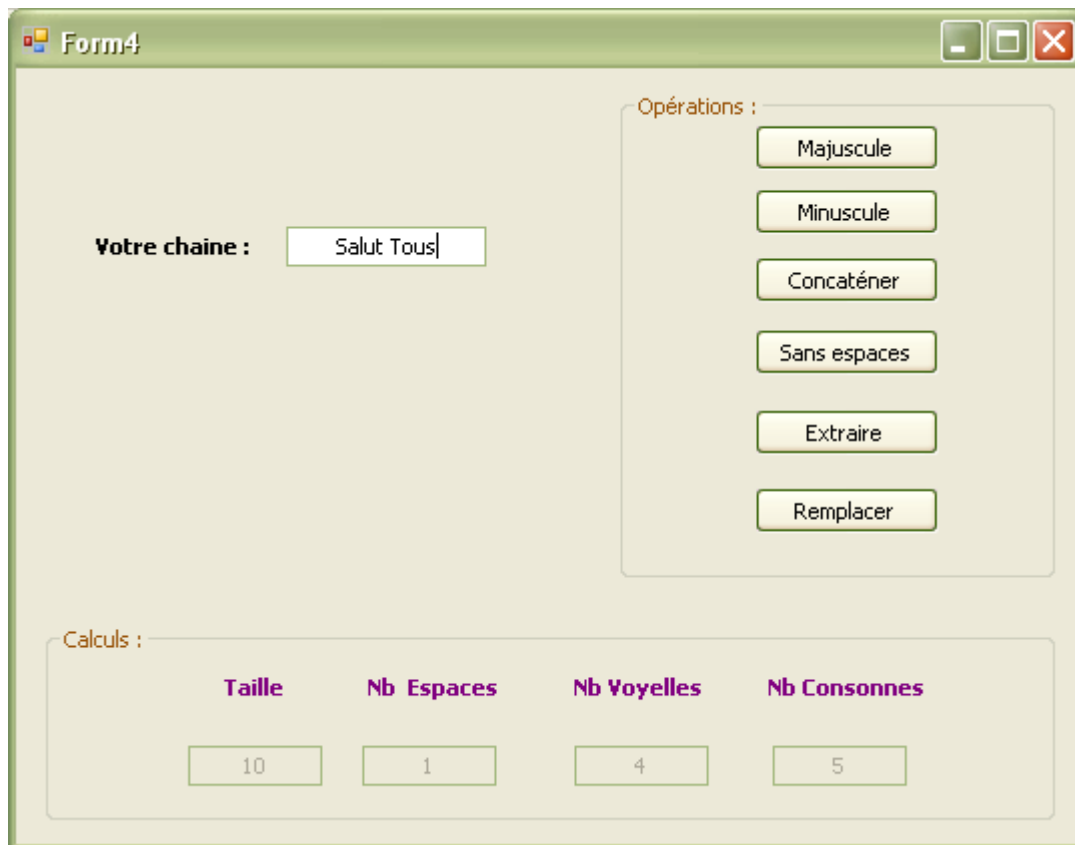 Form4
Opérations :
Majuscule
Minuscule
Votre chaine :
Salut Tous
Concaténer
Sans espaces
Extraire
Remplacer
Calculs :
Taille
Nb Espaces
Nb Voyelles
Nb Consonnes
10
1
4
5